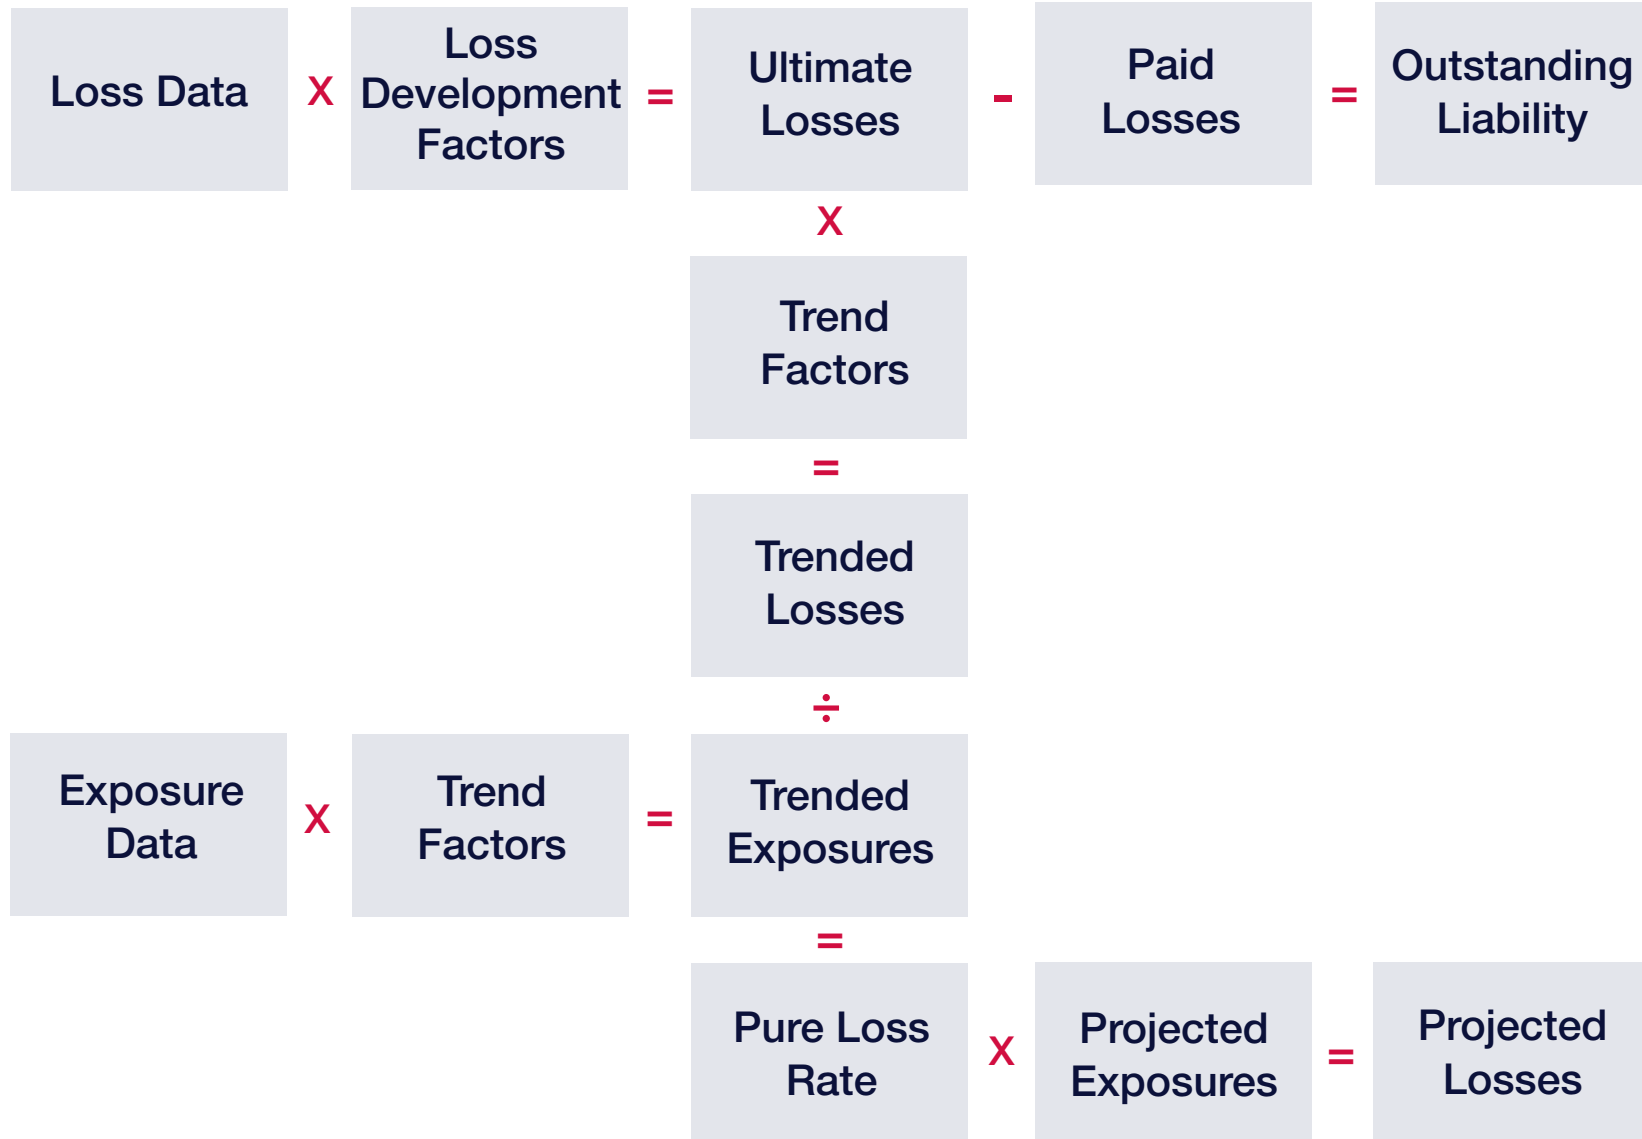 Loss Data x Loss Development Factors = Ultimate Losses - Paid Losses = Outstanding Liability
x
Trend
Factors
=
Trended
Losses
÷
Exposure Data x Trend Factors = Trended Exposures
=
Pure Loss Rate x Projected Exposures = Projected Losses